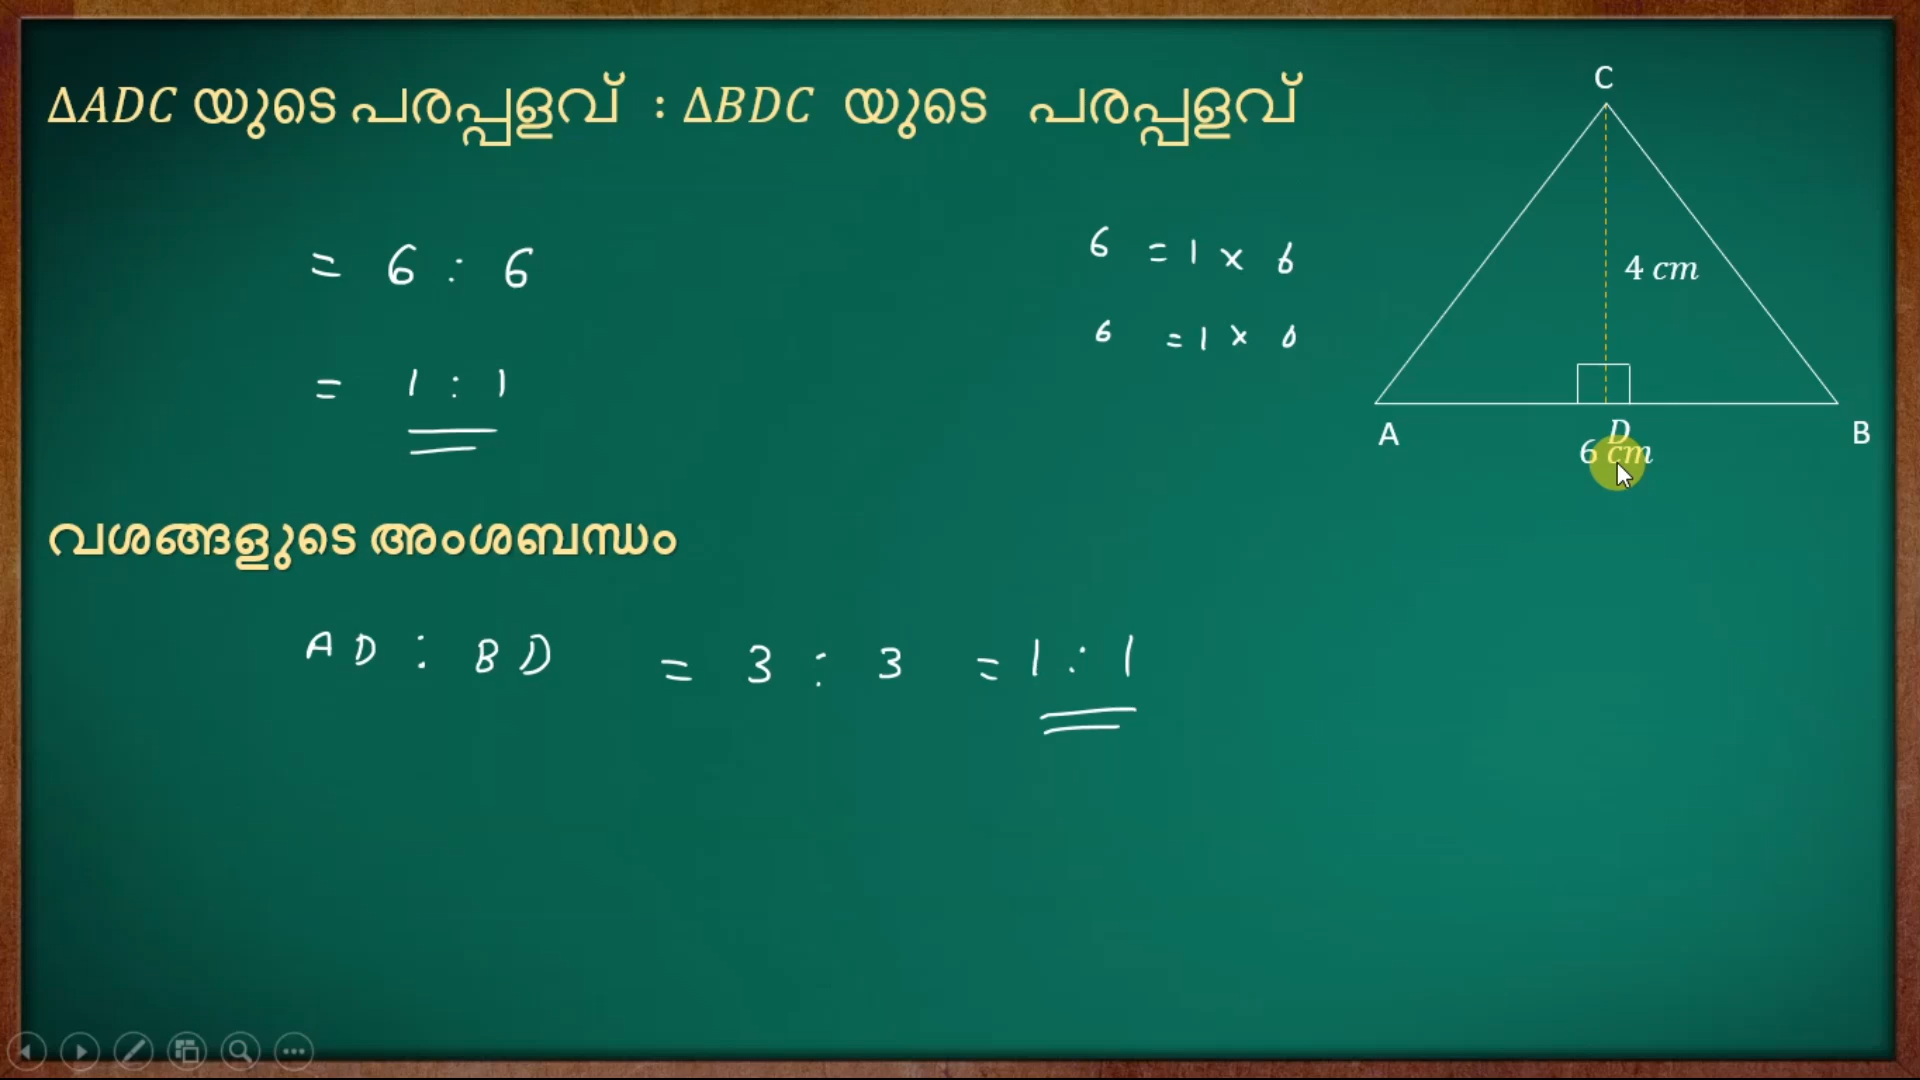 ΔADC യുടെ പരപ്പളവ് : ΔBDC യുടെ പരപ്പളവ്
= 6 : 6
= 1 : 1
6 = 1 × 6
6 = 1 × 6
C
4 cm
A
D
B
6 cm
വശങ്ങളുടെ അംശബന്ധം
AD : BD = 3 : 3 = 1 : 1